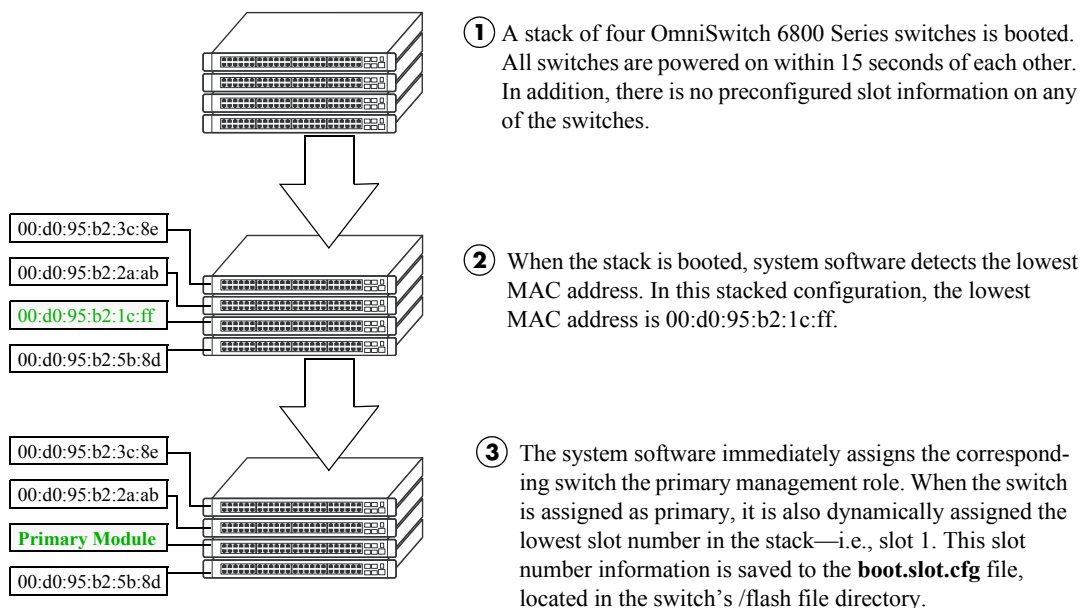 1 A stack of four OmniSwitch 6800 Series switches is booted.
All switches are powered on within 15 seconds of each other.
In addition, there is no preconfigured slot information on any
of the switches.
00:d0:95:b2:3c:8e
00:d0:95:b2:2a:ab
00:d0:95:b2:1c:ff
00:d0:95:b2:5b:8d
2 When the stack is booted, system software detects the lowest
MAC address. In this stacked configuration, the lowest
MAC address is 00:d0:95:b2:1c:ff.
00:d0:95:b2:3c:8e
00:d0:95:b2:2a:ab
Primary Module
00:d0:95:b2:5b:8d
3 The system software immediately assigns the correspond-
ing switch the primary management role. When the switch
is assigned as primary, it is also dynamically assigned the
lowest slot number in the stack—i.e., slot 1. This slot
number information is saved to the boot.slot.cfg file,
located in the switch’s /flash file directory.